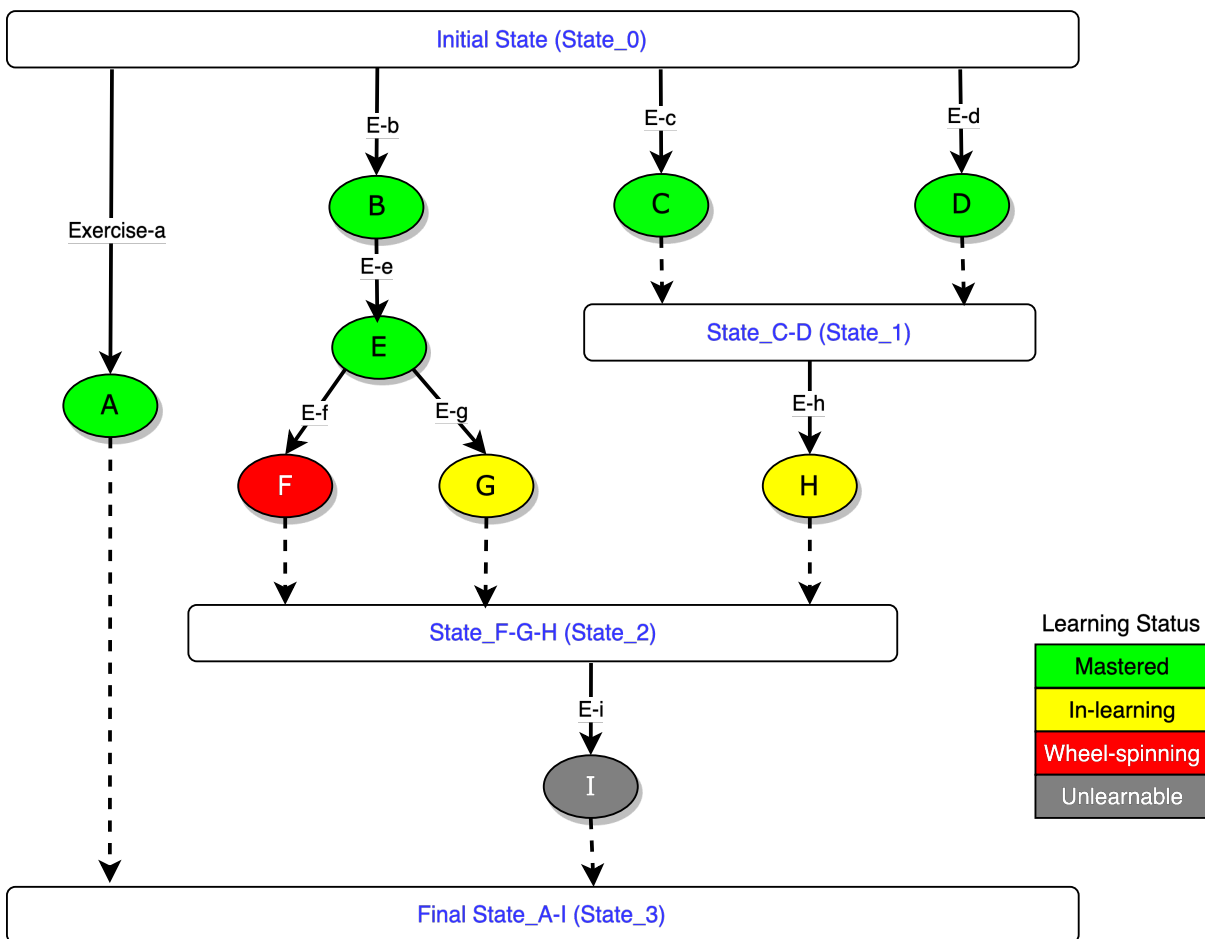 Initial State (State_0)
E-b
E-c
E-d
B
C
D
Exercise-a
E-e
State_C-D (State_1)
E
A
E-f
E-g
E-h
F
G
H
State_F-G-H (State_2)
Learning Status
Mastered
In-learning
Wheel-spinning
Unlearnable
E-i
I
Final State_A-I (State_3)